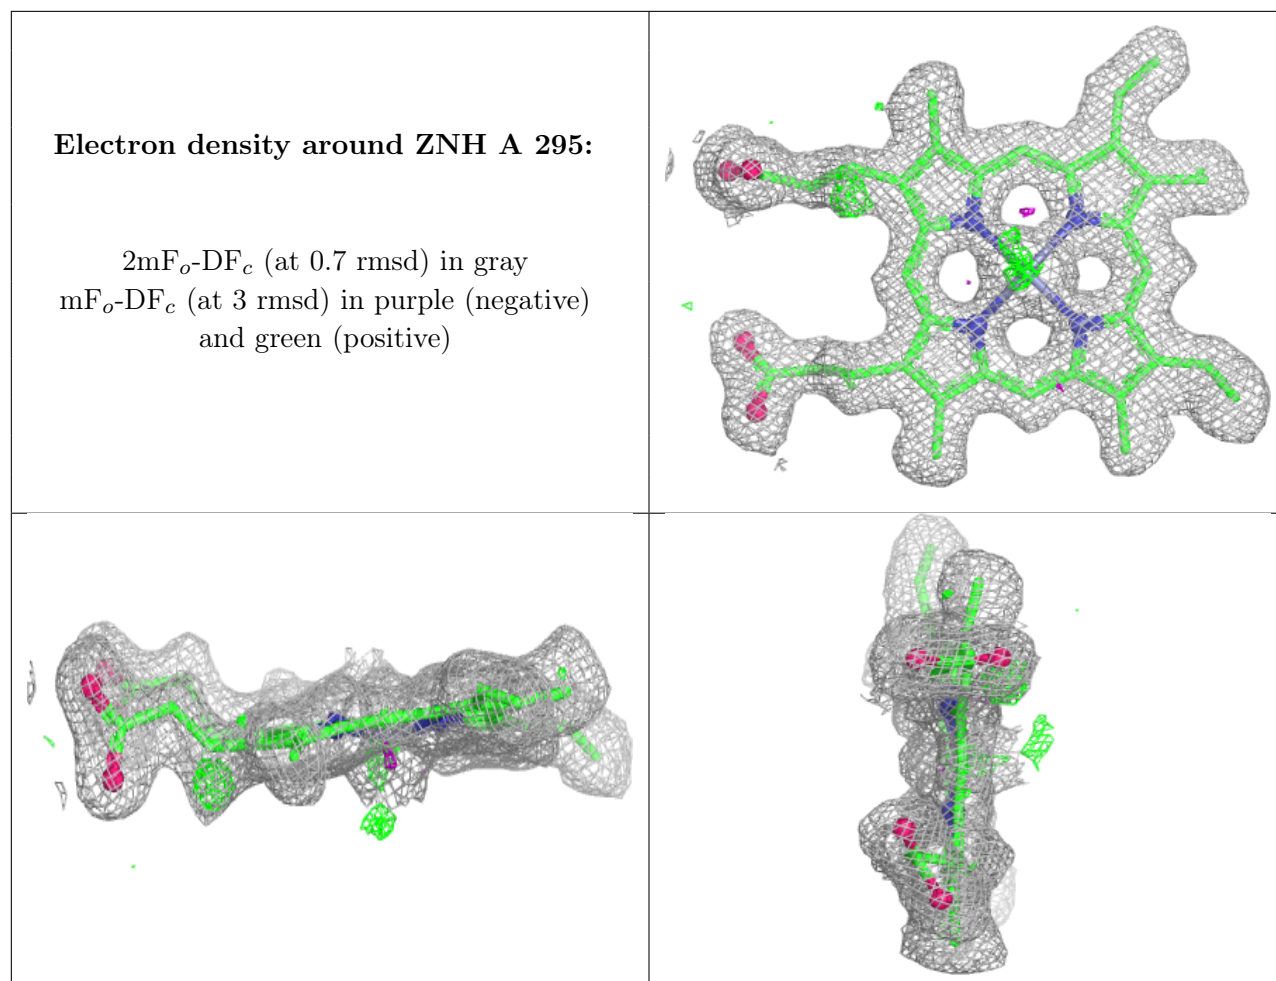 Electron density around ZNH A 295:
2mFo-DFc (at 0.7 rmsd) in gray
mFo-DFc (at 3 rmsd) in purple (negative)
and green (positive)